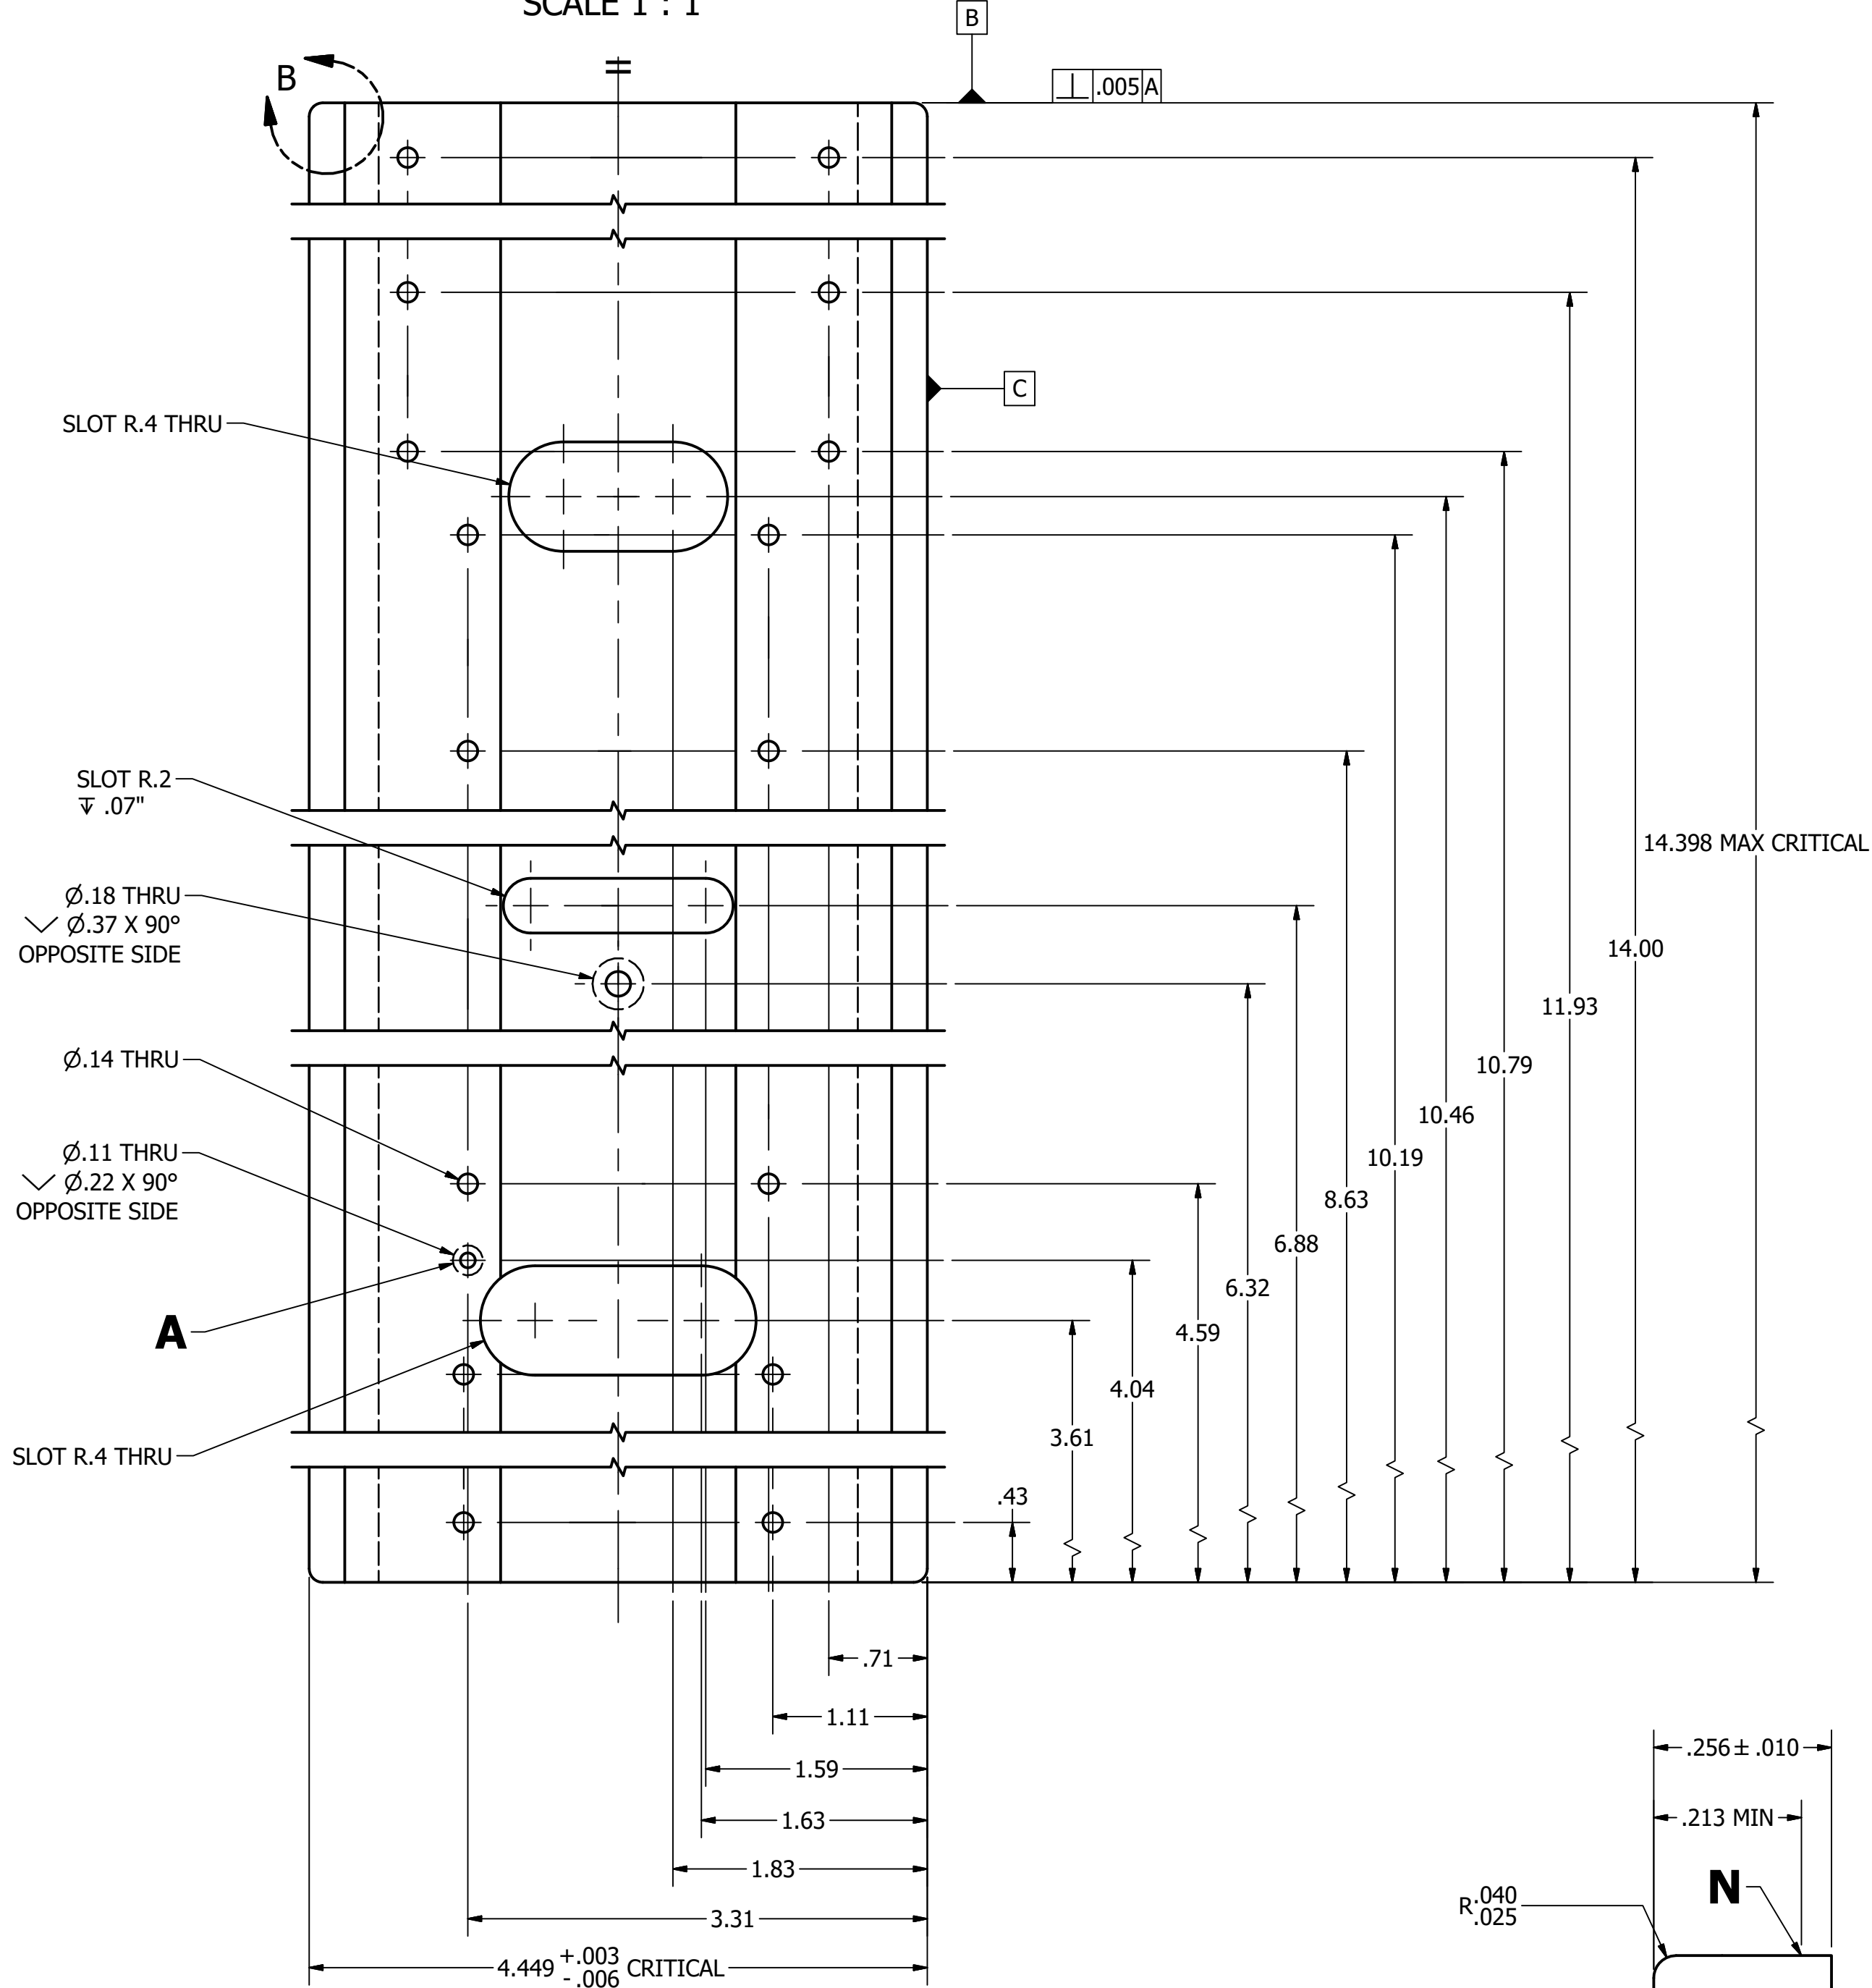 SCALE 1 : 1
B
B
⊥ .005 A
C
SLOT R.4 THRU
SLOT R.2
↧ .07"
Ø.18 THRU
⌵ Ø.37 X 90°
OPPOSITE SIDE
14.398 MAX CRITICAL
14.00
11.93
10.79
10.46
10.19
8.63
6.88
6.32
4.59
4.04
3.61
.43
Ø.14 THRU
Ø.11 THRU
⌵ Ø.22 X 90°
OPPOSITE SIDE
A
SLOT R.4 THRU
.71
1.11
1.59
1.63
1.83
3.31
4.449 +.003 -.006 CRITICAL
.256 ± .010
.213 MIN
N
R .040 .025